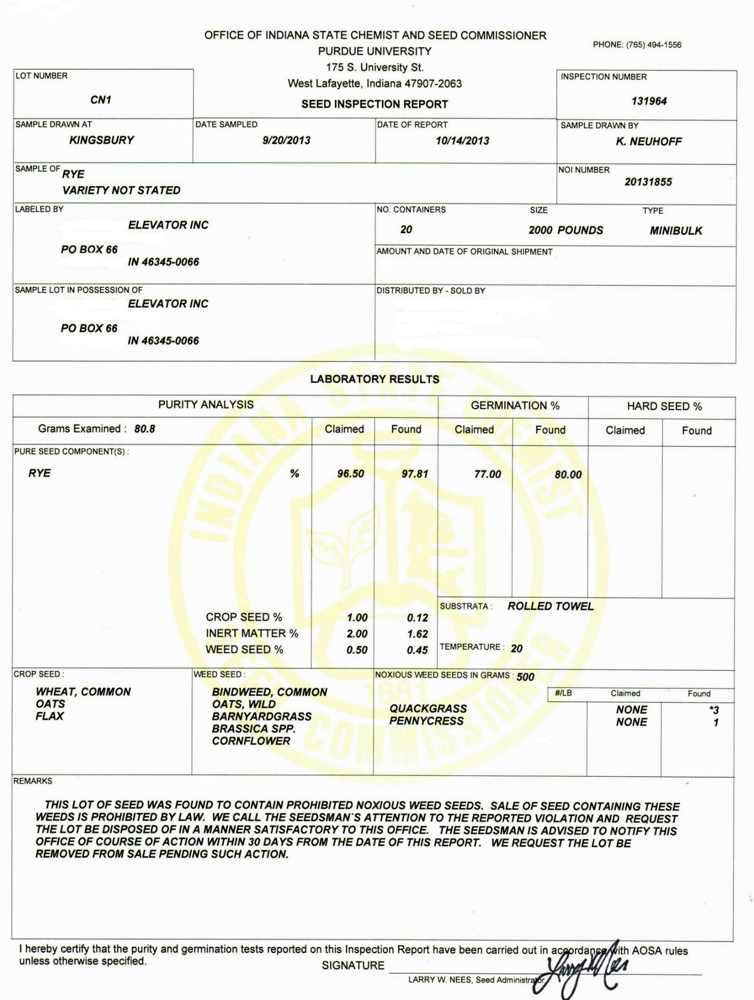 OFFICE OF INDIANA STATE CHEMIST AND SEED COMMISSIONER
PURDUE UNIVERSITY
175 S. University St.
West Lafayette, Indiana 47907-2063
SEED INSPECTION REPORT
PHONE: (765) 494-1556
LOT NUMBER
CN1
INSPECTION NUMBER
131964
SAMPLE DRAWN AT
KINGSBURY
DATE SAMPLED
9/20/2013
DATE OF REPORT
10/14/2013
SAMPLE DRAWN BY
K. NEUHOFF
SAMPLE OF RYE
VARIETY NOT STATED
NOI NUMBER
20131855
LABELED BY
ELEVATOR INC
PO BOX 66
IN 46345-0066
NO. CONTAINERS SIZE TYPE
20 2000 POUNDS MINIBULK
AMOUNT AND DATE OF ORIGINAL SHIPMENT
SAMPLE LOT IN POSSESSION OF
ELEVATOR INC
PO BOX 66
IN 46345-0066
DISTRIBUTED BY - SOLD BY
LABORATORY RESULTS
PURITY ANALYSIS GERMINATION % HARD SEED %
Grams Examined : 80.8 Claimed Found Claimed Found Claimed Found
PURE SEED COMPONENT(S) :
RYE % 96.50 97.81 77.00 80.00
CROP SEED % 1.00 0.12
INERT MATTER % 2.00 1.62
WEED SEED % 0.50 0.45
SUBSTRATA : ROLLED TOWEL
TEMPERATURE : 20
CROP SEED :
WHEAT, COMMON
OATS
FLAX
WEED SEED :
BINDWEED, COMMON
OATS, WILD
BARNYARDGRASS
BRASSICA SPP.
CORNFLOWER
NOXIOUS WEED SEEDS IN GRAMS : 500
#/LB Claimed Found
QUACKGRASS NONE *3
PENNYCRESS NONE 1
INDIANA STATE CHEMIST
SEED COMMISSIONER
1881
REMARKS
THIS LOT OF SEED WAS FOUND TO CONTAIN PROHIBITED NOXIOUS WEED SEEDS. SALE OF SEED CONTAINING THESE
WEEDS IS PROHIBITED BY LAW. WE CALL THE SEEDSMAN`S ATTENTION TO THE REPORTED VIOLATION AND REQUEST
THE LOT BE DISPOSED OF IN A MANNER SATISFACTORY TO THIS OFFICE. THE SEEDSMAN IS ADVISED TO NOTIFY THIS
OFFICE OF COURSE OF ACTION WITHIN 30 DAYS FROM THE DATE OF THIS REPORT. WE REQUEST THE LOT BE
REMOVED FROM SALE PENDING SUCH ACTION.
I hereby certify that the purity and germination tests reported on this Inspection Report have been carried out in accordance with AOSA rules
unless otherwise specified.
SIGNATURE Larry W. Nees
LARRY W. NEES, Seed Administrator